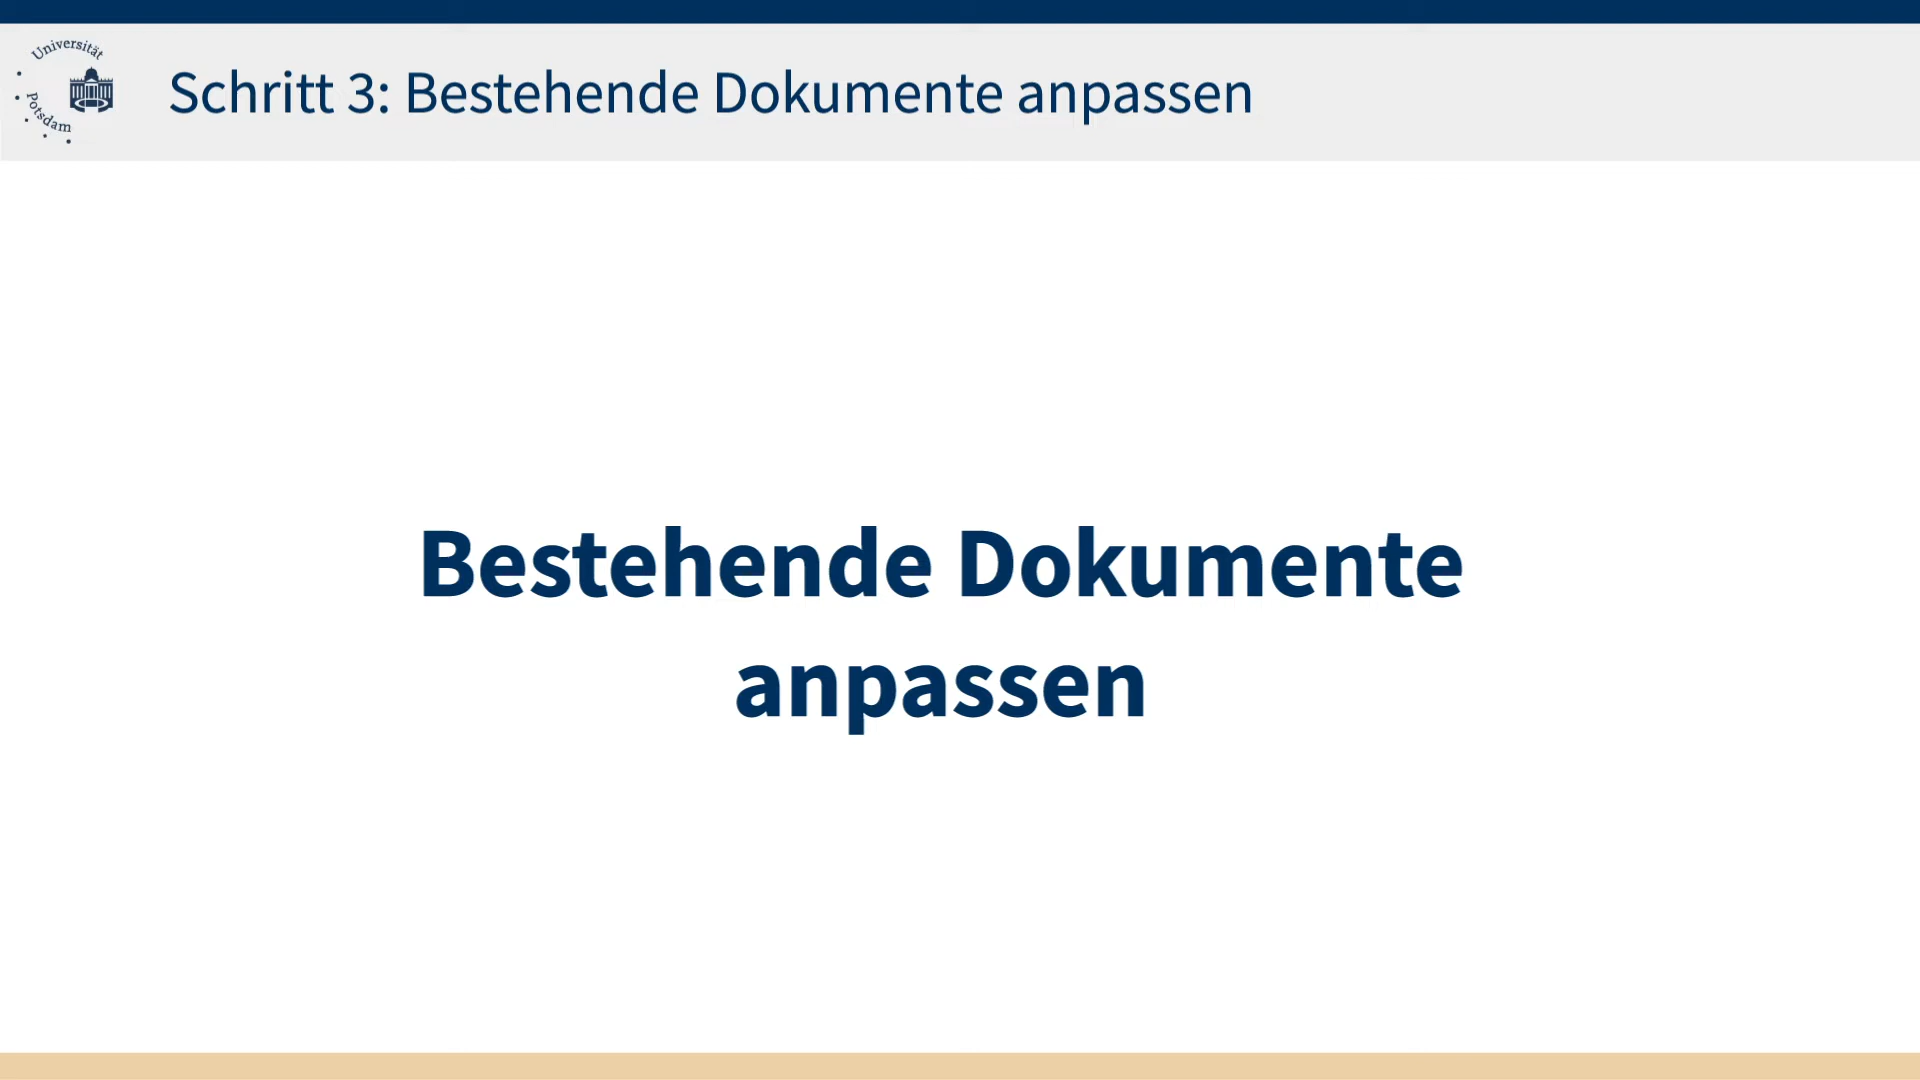 Universität
Potsdam
Schritt 3: Bestehende Dokumente anpassen
Bestehende Dokumente
anpassen